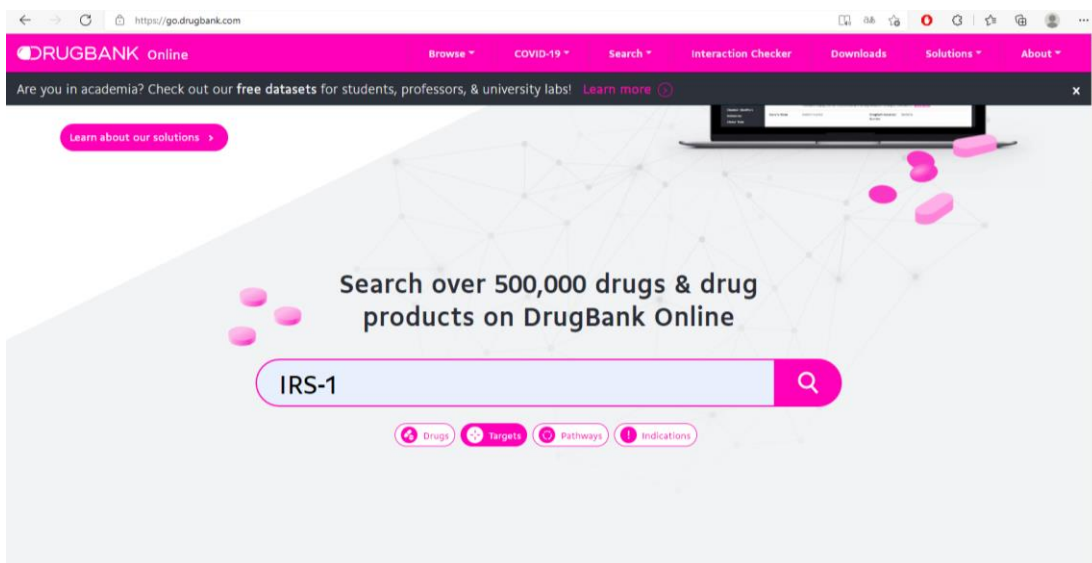 https://go.drugbank.com
DRUGBANK Online
Browse
COVID-19
Search
Interaction Checker
Downloads
Solutions
About
Are you in academia? Check out our free datasets for students, professors, & university labs! Learn more
x
Learn about our solutions >
Search over 500,000 drugs & drug
products on DrugBank Online
IRS-1
Drugs
Targets
Pathways
Indications